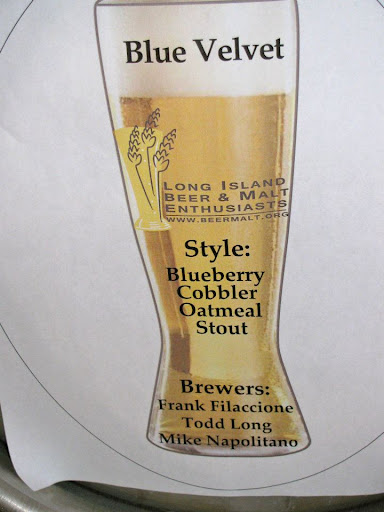 Blue Velvet
LONG ISLAND
BEER & MALT
ENTHUSIASTS
WWW.BEERMALT.ORG
Style:
Blueberry
Cobbler
Oatmeal
Stout
Brewers:
Frank Filaccione
Todd Long
Mike Napolitano